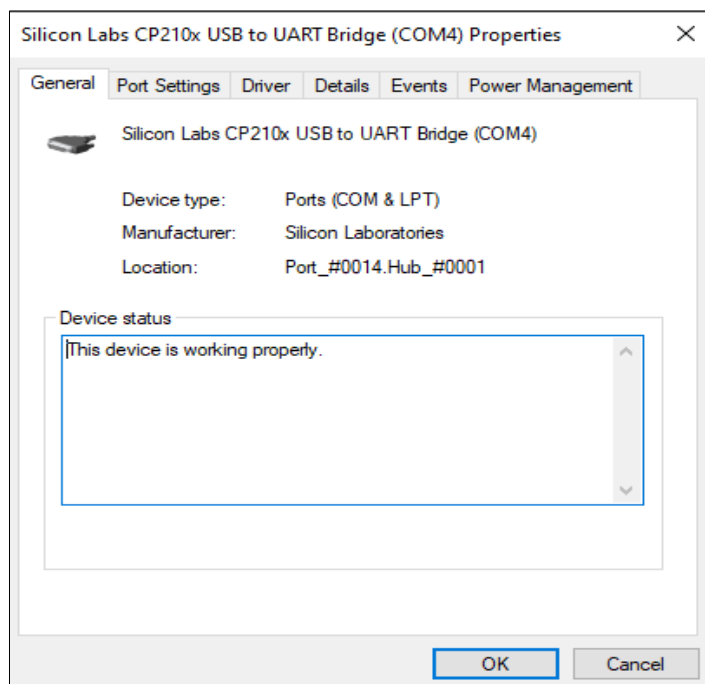 Silicon Labs CP210x USB to UART Bridge (COM4) Properties
General Port Settings Driver Details Events Power Management
Silicon Labs CP210x USB to UART Bridge (COM4)
Device type: Ports (COM & LPT)
Manufacturer: Silicon Laboratories
Location: Port_#0014.Hub_#0001
Device status
This device is working properly.
OK Cancel